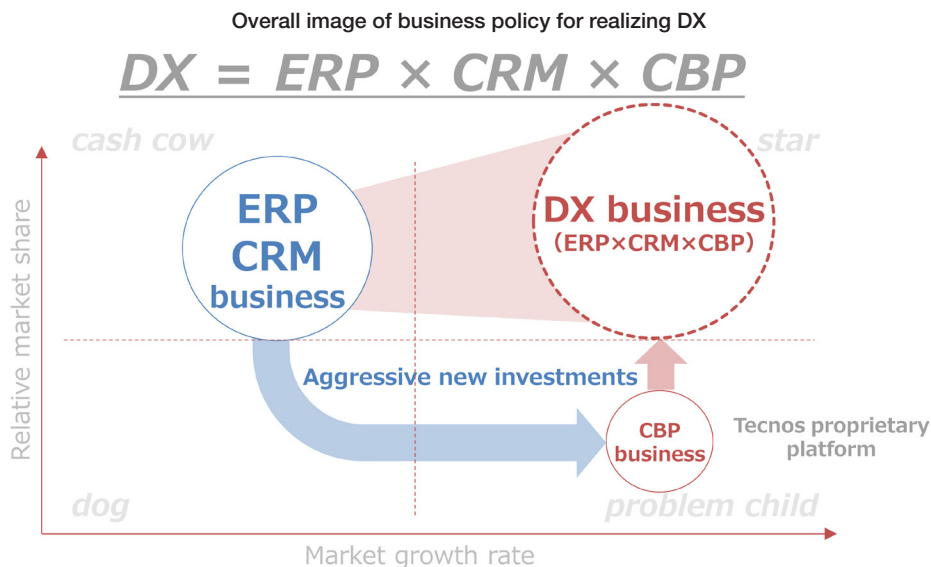 Overall image of business policy for realizing DX
DX = ERP × CRM × CBP
cash cow
star
ERP
CRM
business
DX business
(ERP×CRM×CBP)
Relative market share
Aggressive new investments
CBP
business
Tecnos proprietary
platform
dog
problem child
Market growth rate